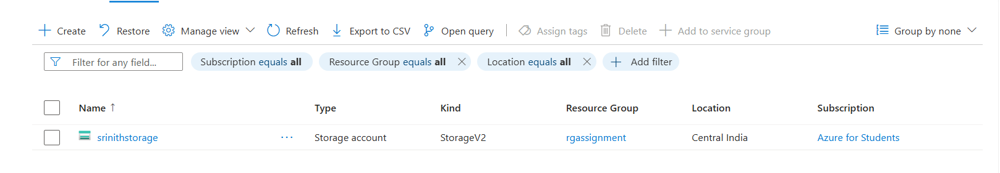 Create Restore Manage view Refresh Export to CSV Open query Assign tags Delete Add to service group Group by none
Filter for any field... Subscription equals all Resource Group equals all Location equals all Add filter
Name ↑ Type Kind Resource Group Location Subscription
srinithstorage ... Storage account StorageV2 rgassignment Central India Azure for Students